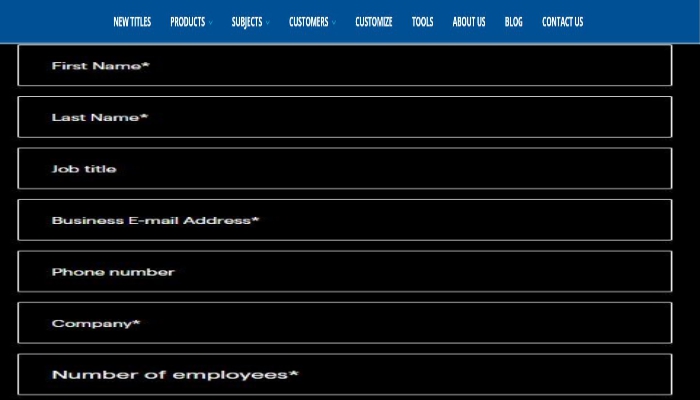 NEW TITLES PRODUCTS SUBJECTS CUSTOMERS CUSTOMIZE TOOLS ABOUT US BLOG CONTACT US
First Name*
Last Name*
Job title
Business E-mail Address*
Phone number
Company*
Number of employees*